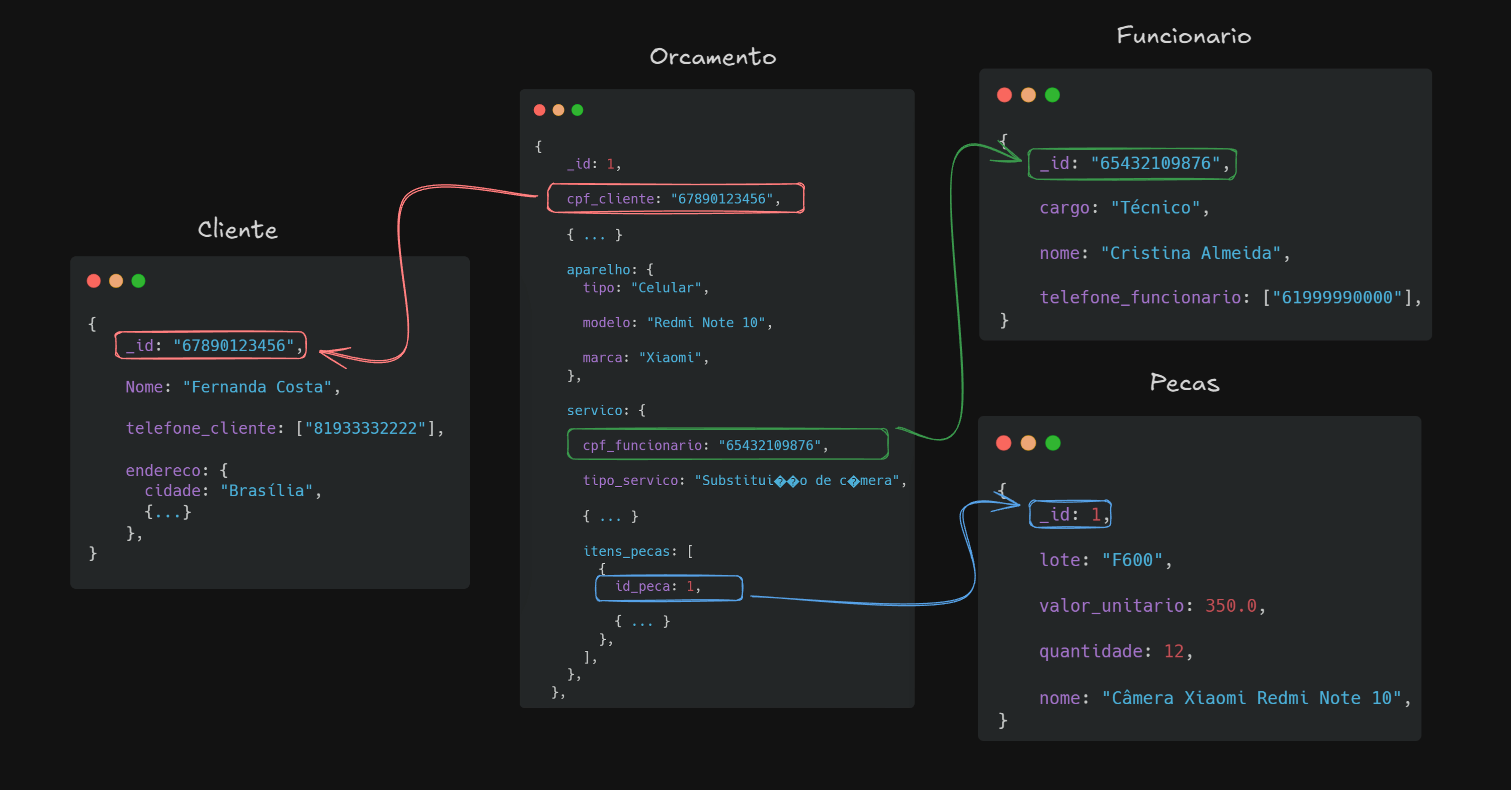 Cliente
{
_id: "67890123456",
Nome: "Fernanda Costa",
telefone_cliente: ["81933332222"],
endereco: {
cidade: "Brasília",
{...}
},
}
Orcamento
{
_id: 1,
cpf_cliente: "67890123456",
{ ... }
aparelho: {
tipo: "Celular",
modelo: "Redmi Note 10",
marca: "Xiaomi",
},
servico: {
cpf_funcionario: "65432109876",
tipo_servico: "Substitui��o de c�mera",
{ ... }
itens_pecas: [
{
id_peca: 1,
{ ... }
},
],
},
},
Funcionario
{
_id: "65432109876",
cargo: "Técnico",
nome: "Cristina Almeida",
telefone_funcionario: ["61999990000"],
}
Pecas
{
_id: 1,
lote: "F600",
valor_unitario: 350.0,
quantidade: 12,
nome: "Câmera Xiaomi Redmi Note 10",
}